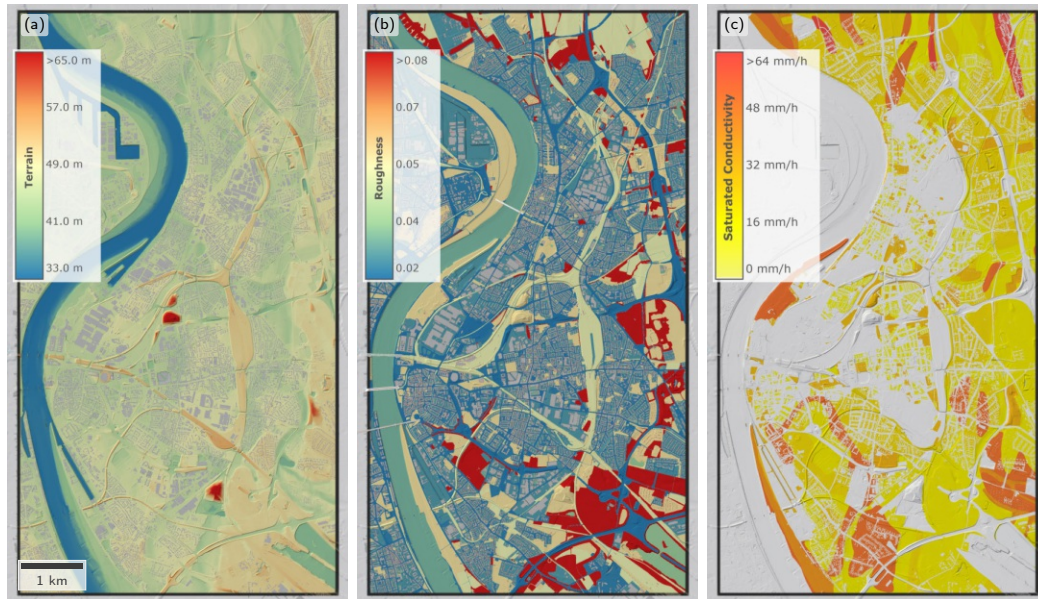 (a)
>65.0 m
57.0 m
49.0 m
41.0 m
33.0 m
Terrain
1 km
(b)
>0.08
0.07
0.05
0.04
0.02
Roughness
(c)
>64 mm/h
48 mm/h
32 mm/h
16 mm/h
0 mm/h
Saturated Conductivity